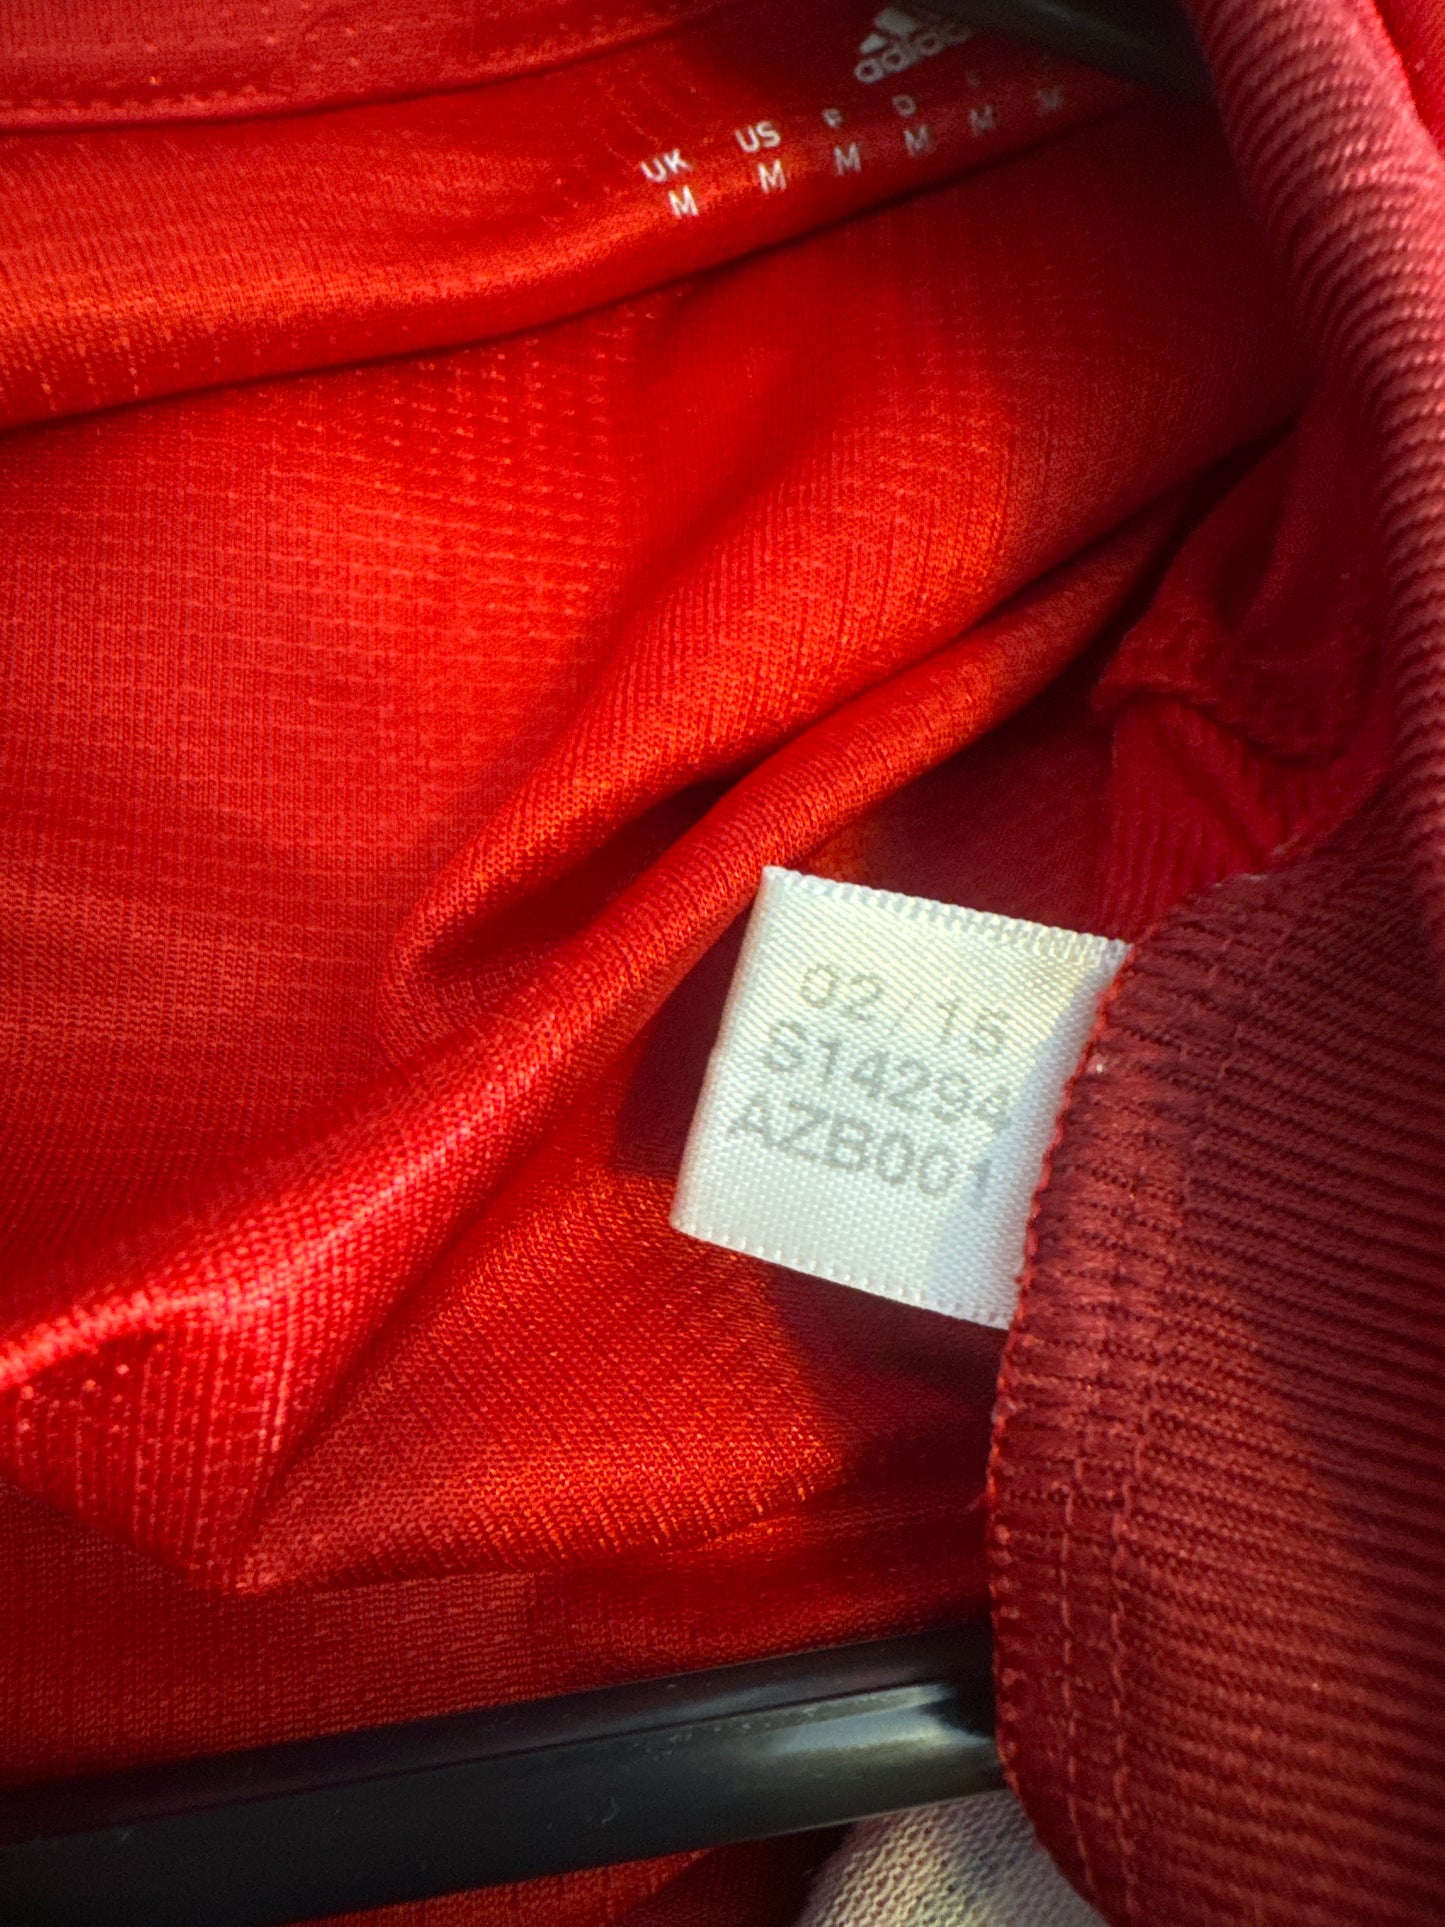 adidas
UK US F D
M M M M M M
02/15
S14294
AZB001